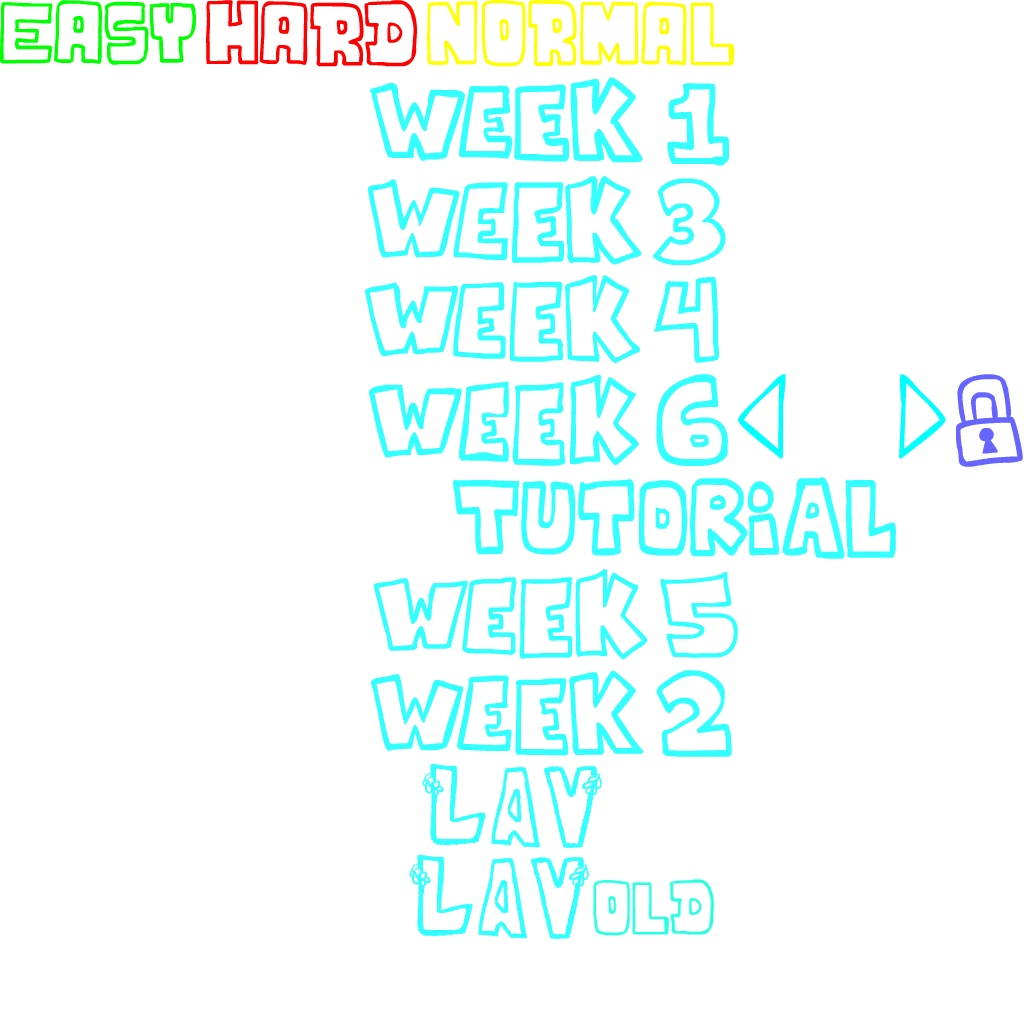 EASY HARD NORMAL
WEEK 1
WEEK 3
WEEK 4
WEEK 6
TUTORIAL
WEEK 5
WEEK 2
LAV
LAV OLD